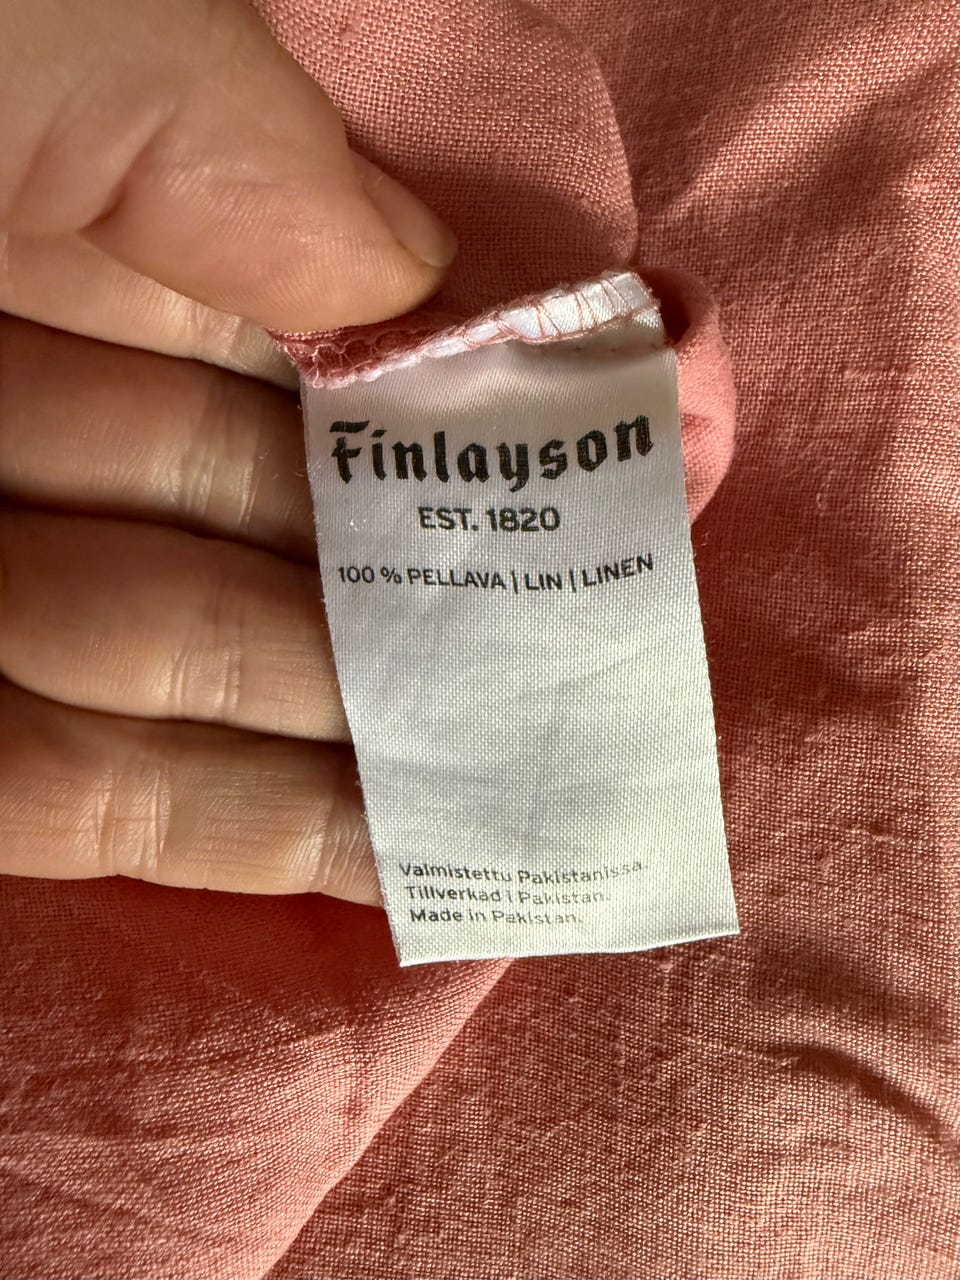 Finlayson
EST. 1820
100 % PELLAVA | LIN | LINEN
Valmistettu Pakistanissa.
Tillverkad i Pakistan.
Made in Pakistan.